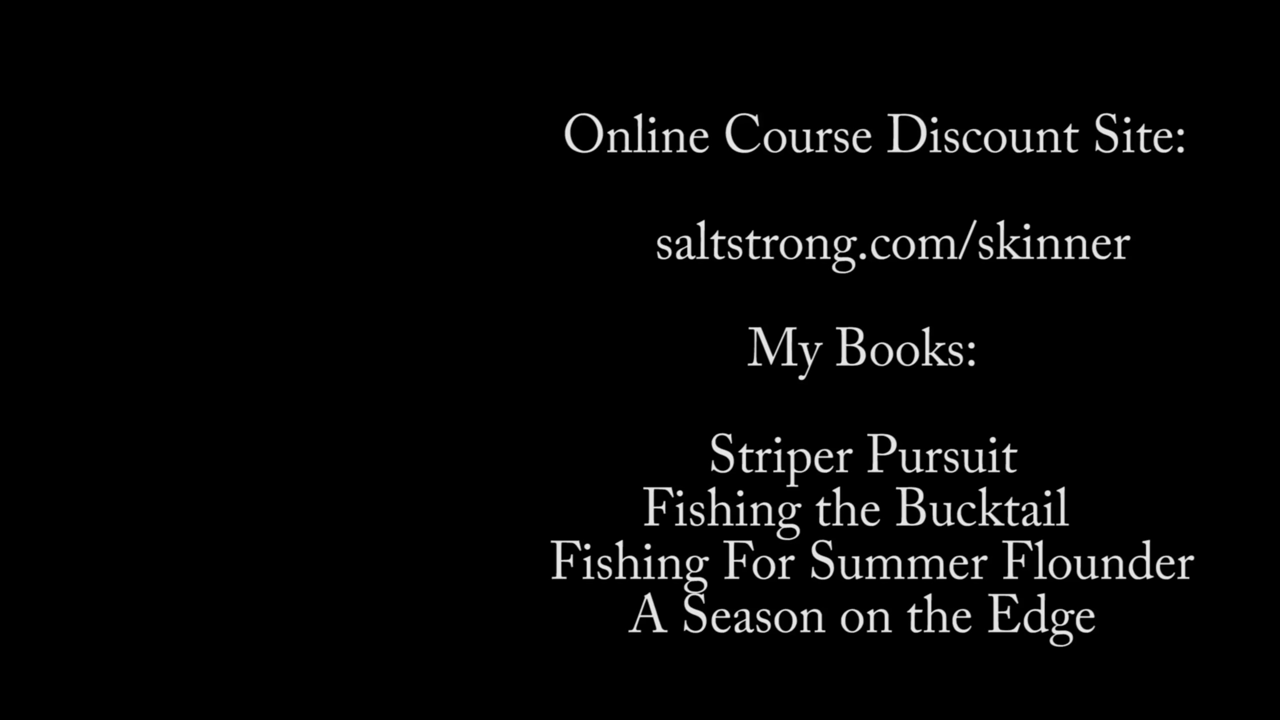 Online Course Discount Site:
saltstrong.com/skinner
My Books:
Striper Pursuit
Fishing the Bucktail
Fishing For Summer Flounder
A Season on the Edge